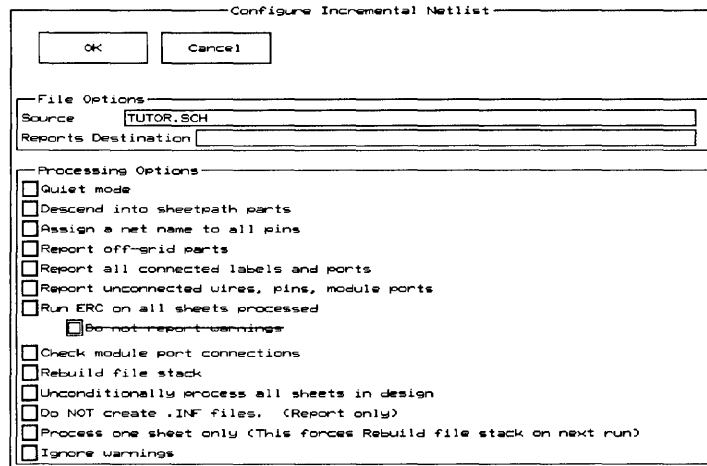 Configure Incremental Netlist
OK Cancel
File Options
Source TUTOR.SCH
Reports Destination
Processing Options
Quiet mode
Descend into sheetpath parts
Assign a net name to all pins
Report off-grid parts
Report all connected labels and ports
Report unconnected wires, pins, module ports
Run ERC on all sheets processed
Do not report warnings
Check module port connections
Rebuild file stack
Unconditionally process all sheets in design
Do NOT create .INF files. (Report only)
Process one sheet only (This forces Rebuild file stack on next run)
Ignore warnings